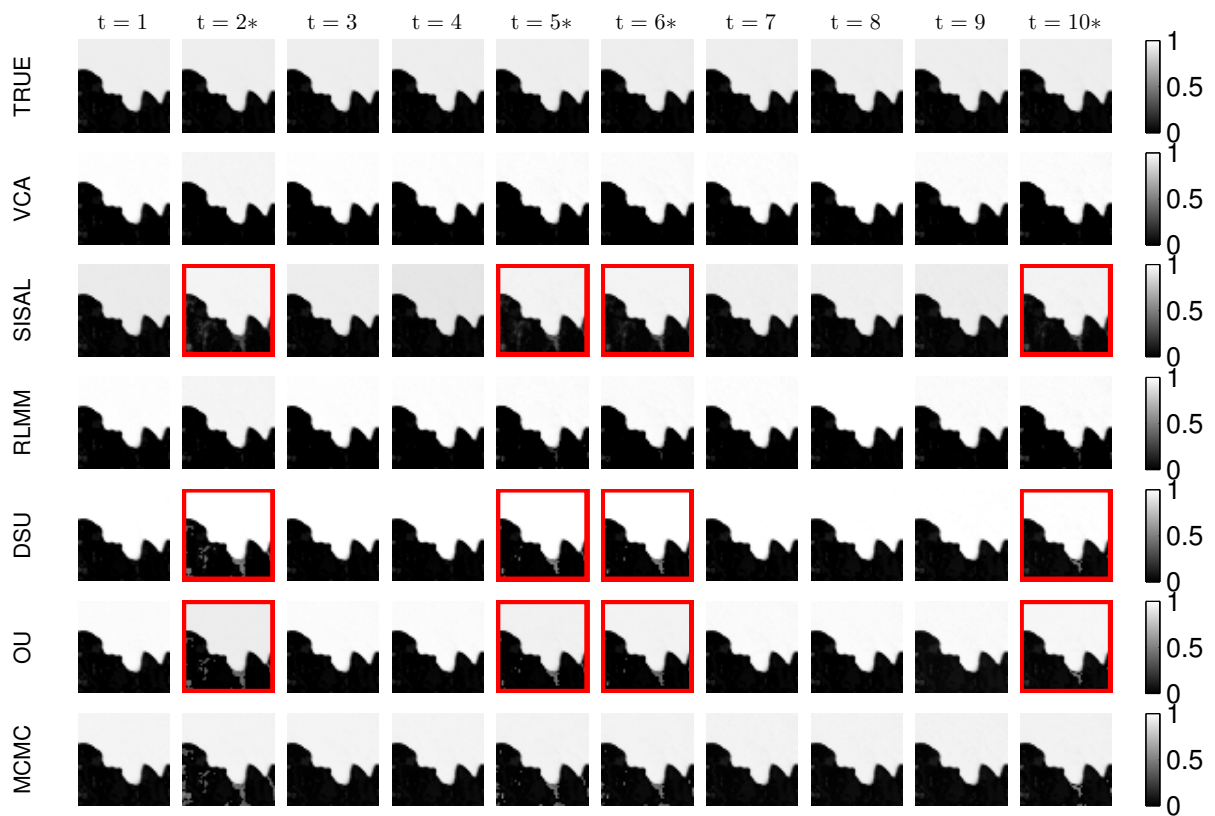 t = 1 t = 2* t = 3 t = 4 t = 5* t = 6* t = 7 t = 8 t = 9 t = 10*
TRUE
1
0.5
0
VCA
1
0.5
0
SISAL
1
0.5
0
RLMM
1
0.5
0
DSU
1
0.5
0
OU
1
0.5
0
MCMC
1
0.5
0